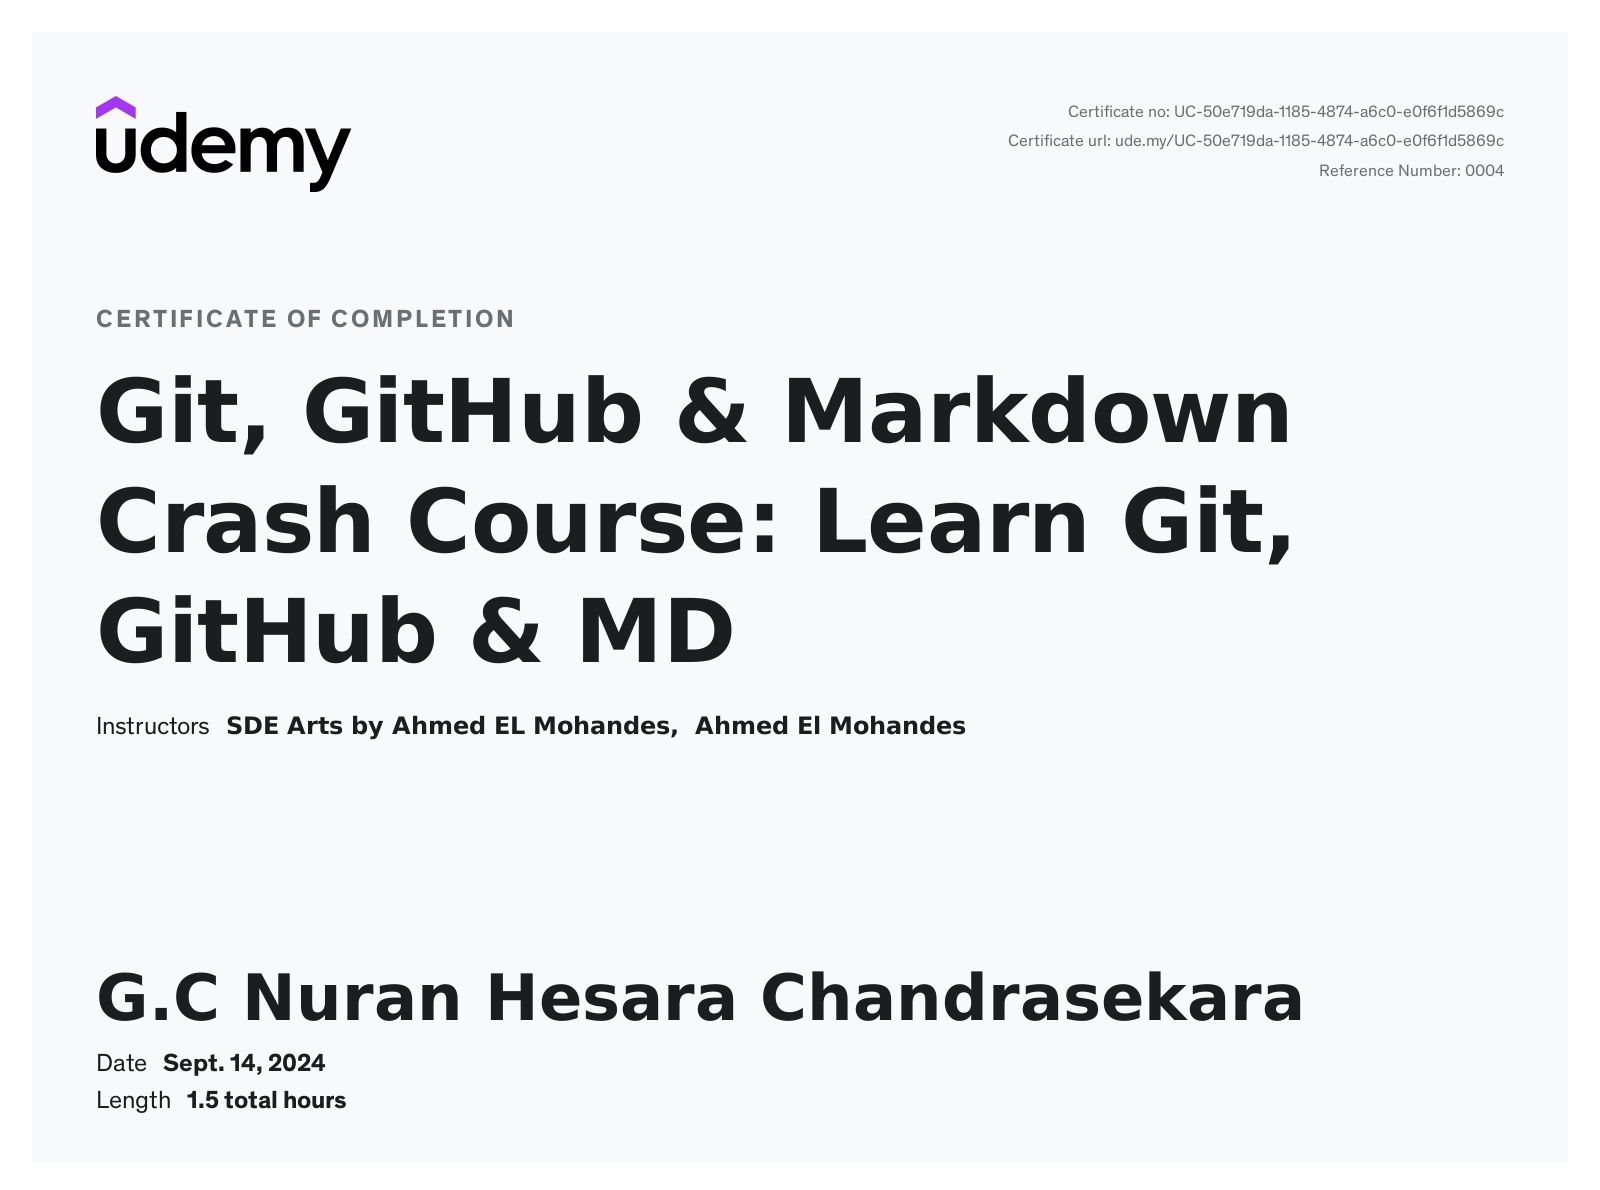 udemy
Certificate no: UC-50e719da-1185-4874-a6c0-e0f6f1d5869c
Certificate url: ude.my/UC-50e719da-1185-4874-a6c0-e0f6f1d5869c
Reference Number: 0004
CERTIFICATE OF COMPLETION
Git, GitHub & Markdown
Crash Course: Learn Git,
GitHub & MD
Instructors SDE Arts by Ahmed EL Mohandes, Ahmed El Mohandes
G.C Nuran Hesara Chandrasekara
Date Sept. 14, 2024
Length 1.5 total hours